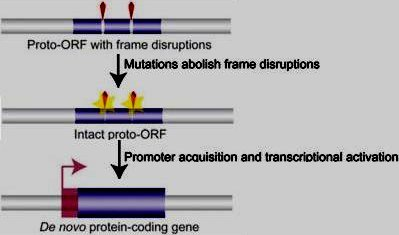 Proto-ORF with frame disruptions
Mutations abolish frame disruptions
Intact proto-ORF
Promoter acquisition and transcriptional activation
De novo protein-coding gene